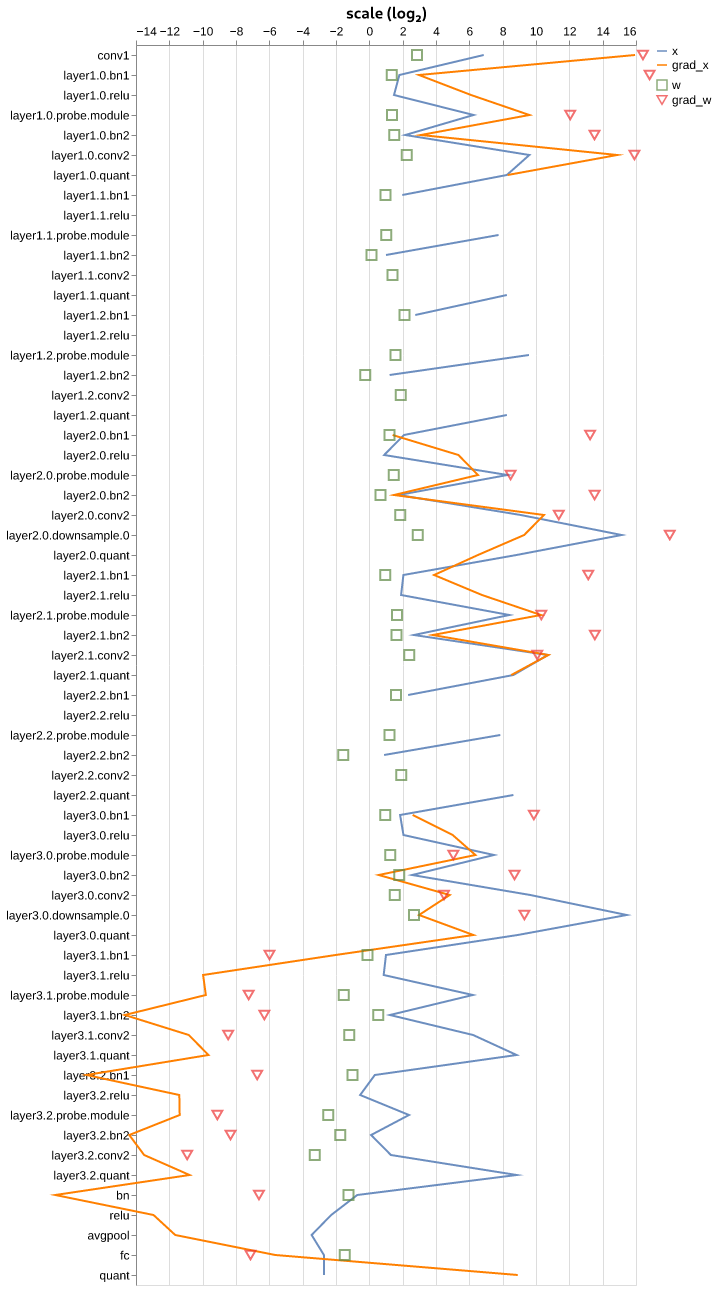 scale (log₂)
−14 −12 −10 −8 −6 −4 −2 0 2 4 6 8 10 12 14 16
x
grad_x
w
grad_w
conv1
layer1.0.bn1
layer1.0.relu
layer1.0.probe.module
layer1.0.bn2
layer1.0.conv2
layer1.0.quant
layer1.1.bn1
layer1.1.relu
layer1.1.probe.module
layer1.1.bn2
layer1.1.conv2
layer1.1.quant
layer1.2.bn1
layer1.2.relu
layer1.2.probe.module
layer1.2.bn2
layer1.2.conv2
layer1.2.quant
layer2.0.bn1
layer2.0.relu
layer2.0.probe.module
layer2.0.bn2
layer2.0.conv2
layer2.0.downsample.0
layer2.0.quant
layer2.1.bn1
layer2.1.relu
layer2.1.probe.module
layer2.1.bn2
layer2.1.conv2
layer2.1.quant
layer2.2.bn1
layer2.2.relu
layer2.2.probe.module
layer2.2.bn2
layer2.2.conv2
layer2.2.quant
layer3.0.bn1
layer3.0.relu
layer3.0.probe.module
layer3.0.bn2
layer3.0.conv2
layer3.0.downsample.0
layer3.0.quant
layer3.1.bn1
layer3.1.relu
layer3.1.probe.module
layer3.1.bn2
layer3.1.conv2
layer3.1.quant
layer3.2.bn1
layer3.2.relu
layer3.2.probe.module
layer3.2.bn2
layer3.2.conv2
layer3.2.quant
bn
relu
avgpool
fc
quant